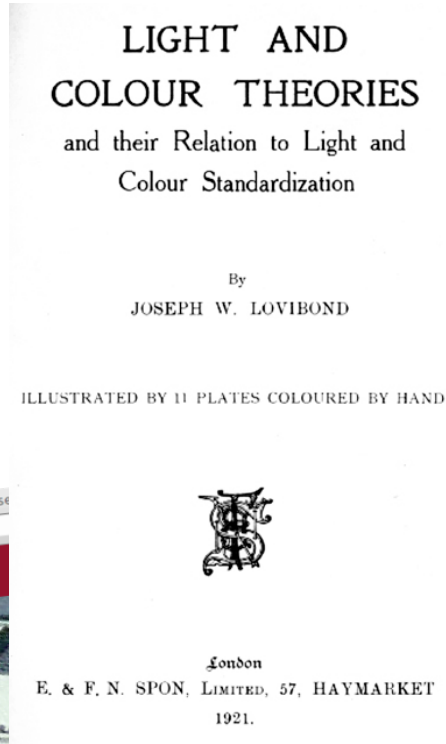 LIGHT AND
COLOUR THEORIES
and their Relation to Light and
Colour Standardization
By
JOSEPH W. LOVIBOND
ILLUSTRATED BY 11 PLATES COLOURED BY HAND
London
E. & F. N. SPON, LIMITED, 57, HAYMARKET
1921.